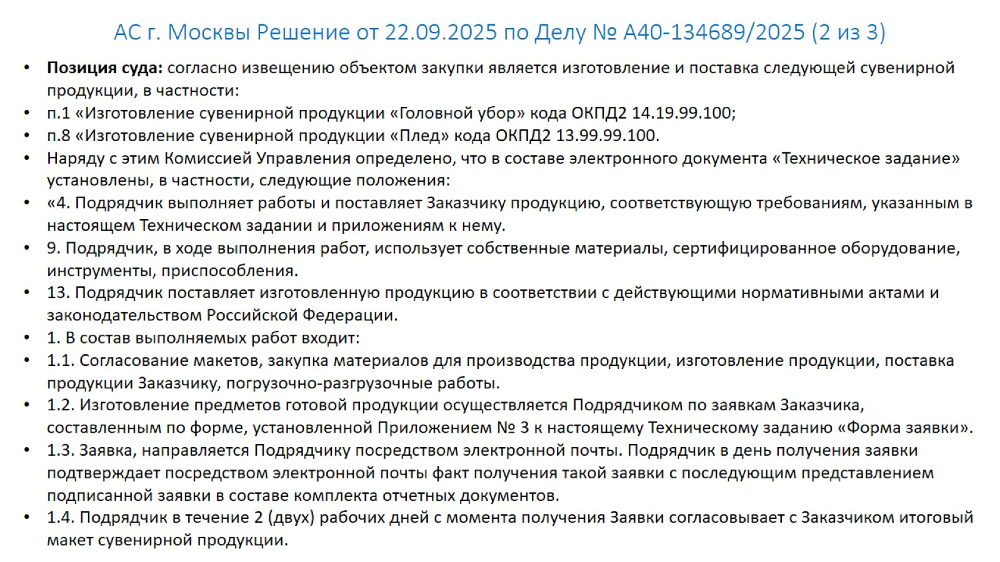 АС г. Москвы Решение от 22.09.2025 по Делу № А40-134689/2025 (2 из 3)
• Позиция суда: согласно извещению объектом закупки является изготовление и поставка следующей сувенирной
продукции, в частности:
• п.1 «Изготовление сувенирной продукции «Головной убор» кода ОКПД2 14.19.99.100;
• п.8 «Изготовление сувенирной продукции «Плед» кода ОКПД2 13.99.99.100.
• Наряду с этим Комиссией Управления определено, что в составе электронного документа «Техническое задание»
установлены, в частности, следующие положения:
• «4. Подрядчик выполняет работы и поставляет Заказчику продукцию, соответствующую требованиям, указанным в
настоящем Техническом задании и приложениям к нему.
• 9. Подрядчик, в ходе выполнения работ, использует собственные материалы, сертифицированное оборудование,
инструменты, приспособления.
• 13. Подрядчик поставляет изготовленную продукцию в соответствии с действующими нормативными актами и
законодательством Российской Федерации.
• 1. В состав выполняемых работ входит:
• 1.1. Согласование макетов, закупка материалов для производства продукции, изготовление продукции, поставка
продукции Заказчику, погрузочно-разгрузочные работы.
• 1.2. Изготовление предметов готовой продукции осуществляется Подрядчиком по заявкам Заказчика,
составленным по форме, установленной Приложением № 3 к настоящему Техническому заданию «Форма заявки».
• 1.3. Заявка, направляется Подрядчику посредством электронной почты. Подрядчик в день получения заявки
подтверждает посредством электронной почты факт получения такой заявки с последующим представлением
подписанной заявки в составе комплекта отчетных документов.
• 1.4. Подрядчик в течение 2 (двух) рабочих дней с момента получения Заявки согласовывает с Заказчиком итоговый
макет сувенирной продукции.